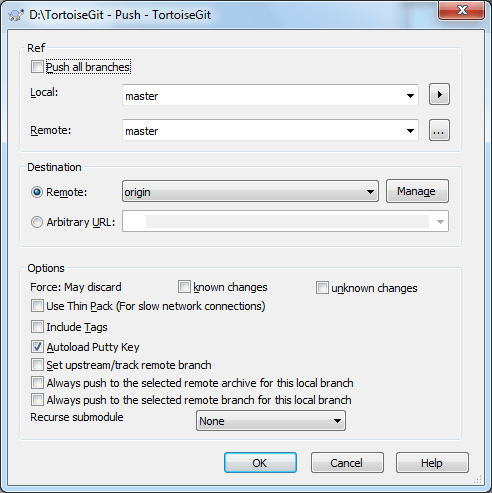 D:\TortoiseGit - Push - TortoiseGit
Ref
Push all branches
Local: master
Remote: master ...
Destination
Remote: origin Manage
Arbitrary URL:
Options
Force: May discard known changes unknown changes
Use Thin Pack (For slow network connections)
Include Tags
Autoload Putty Key
Set upstream/track remote branch
Always push to the selected remote archive for this local branch
Always push to the selected remote branch for this local branch
Recurse submodule None
OK Cancel Help